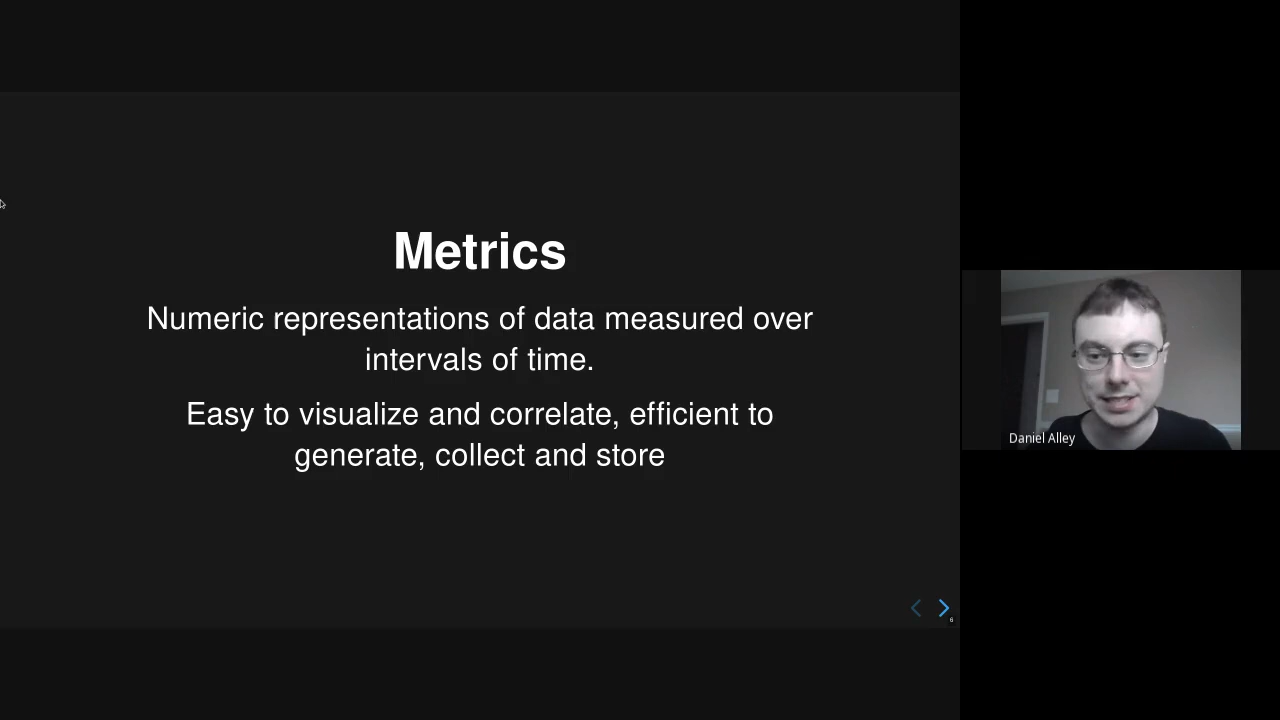 Metrics
Numeric representations of data measured over
intervals of time.
Easy to visualize and correlate, efficient to
generate, collect and store
Daniel Alley
6